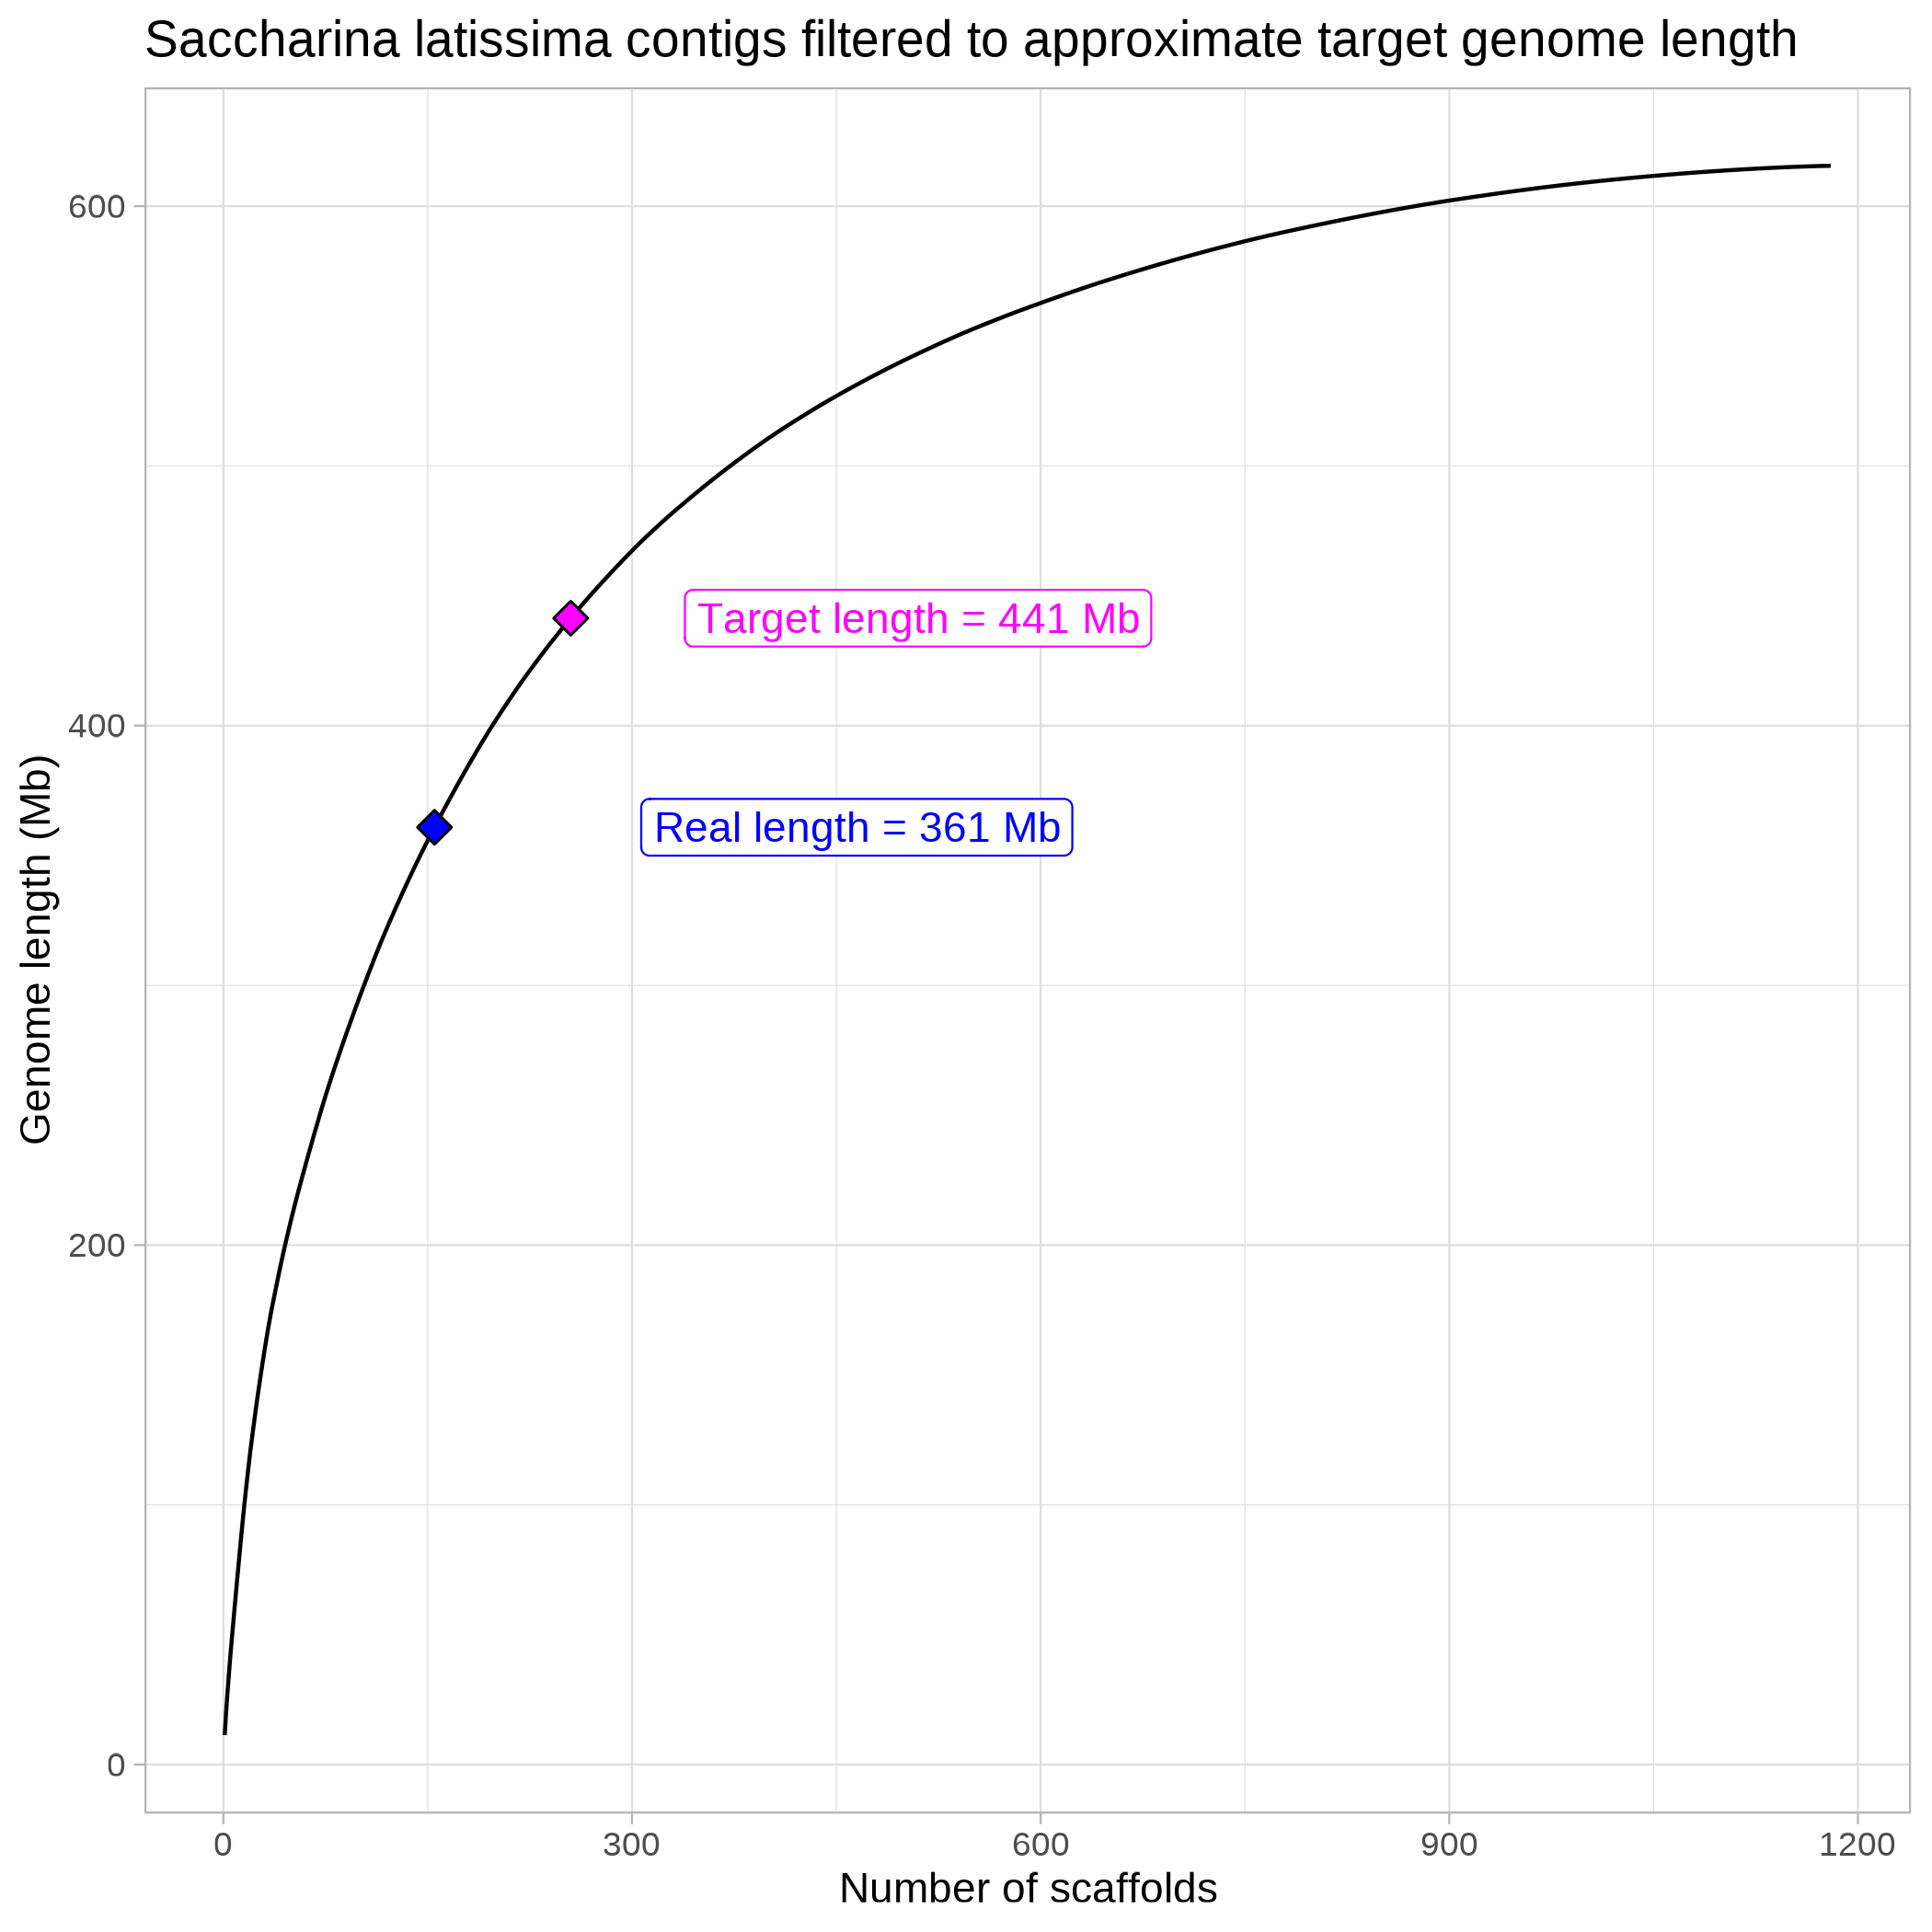 Saccharina latissima contigs filtered to approximate target genome length
Genome length (Mb)
600
400
200
0
Target length = 441 Mb
Real length = 361 Mb
0 300 600 900 1200
Number of scaffolds